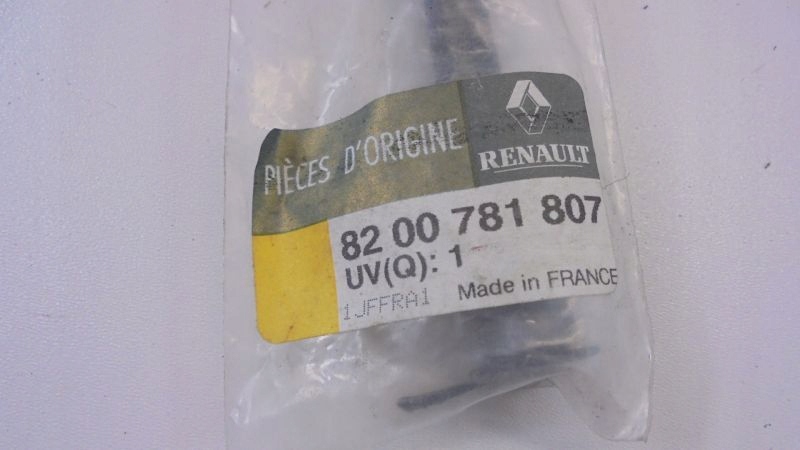 PIÈCES D'ORIGINE
RENAULT
82 00 781 807
UV(Q): 1
1JFFRA1 Made in FRANCE